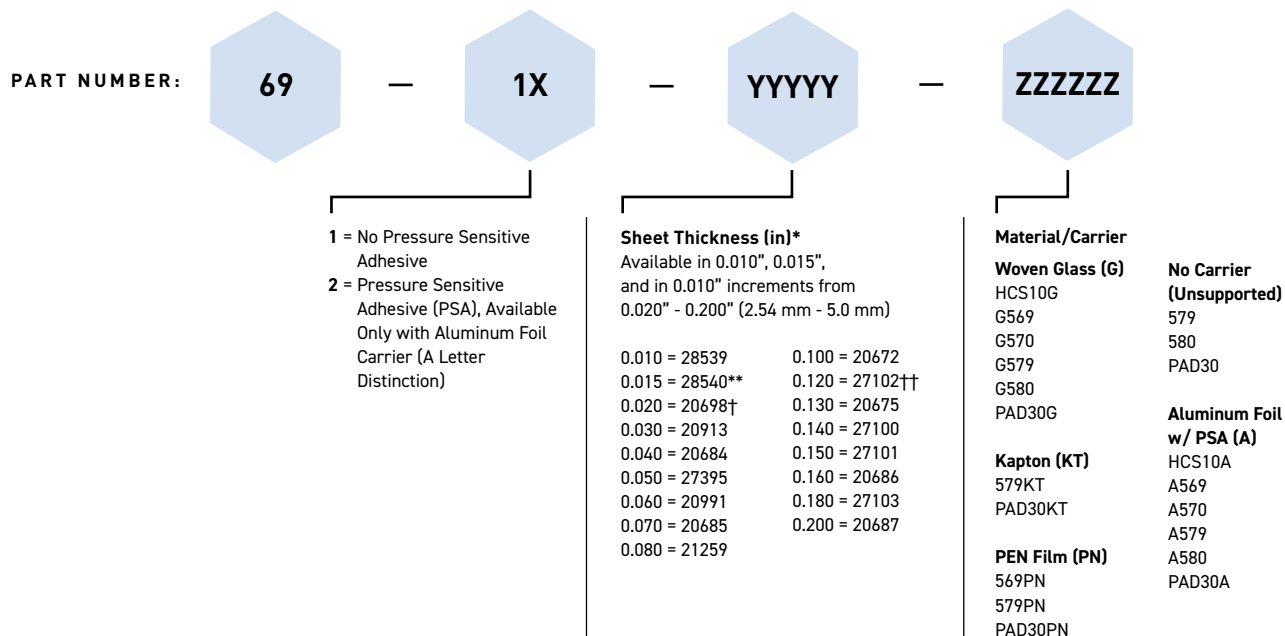 PART NUMBER:
69 — 1X — YYYYY — ZZZZZZ
1 = No Pressure Sensitive
Adhesive
2 = Pressure Sensitive
Adhesive (PSA), Available
Only with Aluminum Foil
Carrier (A Letter
Distinction)
Sheet Thickness (in)*
Available in 0.010”, 0.015”,
and in 0.010” increments from
0.020” - 0.200” (2.54 mm - 5.0 mm)
0.010 = 28539
0.015 = 28540**
0.020 = 20698†
0.030 = 20913
0.040 = 20684
0.050 = 27395
0.060 = 20991
0.070 = 20685
0.080 = 21259
0.100 = 20672
0.120 = 27102††
0.130 = 20675
0.140 = 27100
0.150 = 27101
0.160 = 20686
0.180 = 27103
0.200 = 20687
Material/Carrier
Woven Glass (G)
HCS10G
G569
G570
G579
G580
PAD30G
Kapton (KT)
579KT
PAD30KT
PEN Film (PN)
569PN
579PN
PAD30PN
No Carrier
(Unsupported)
579
580
PAD30
Aluminum Foil
w/ PSA (A)
HCS10A
A569
A570
A579
A580
PAD30A